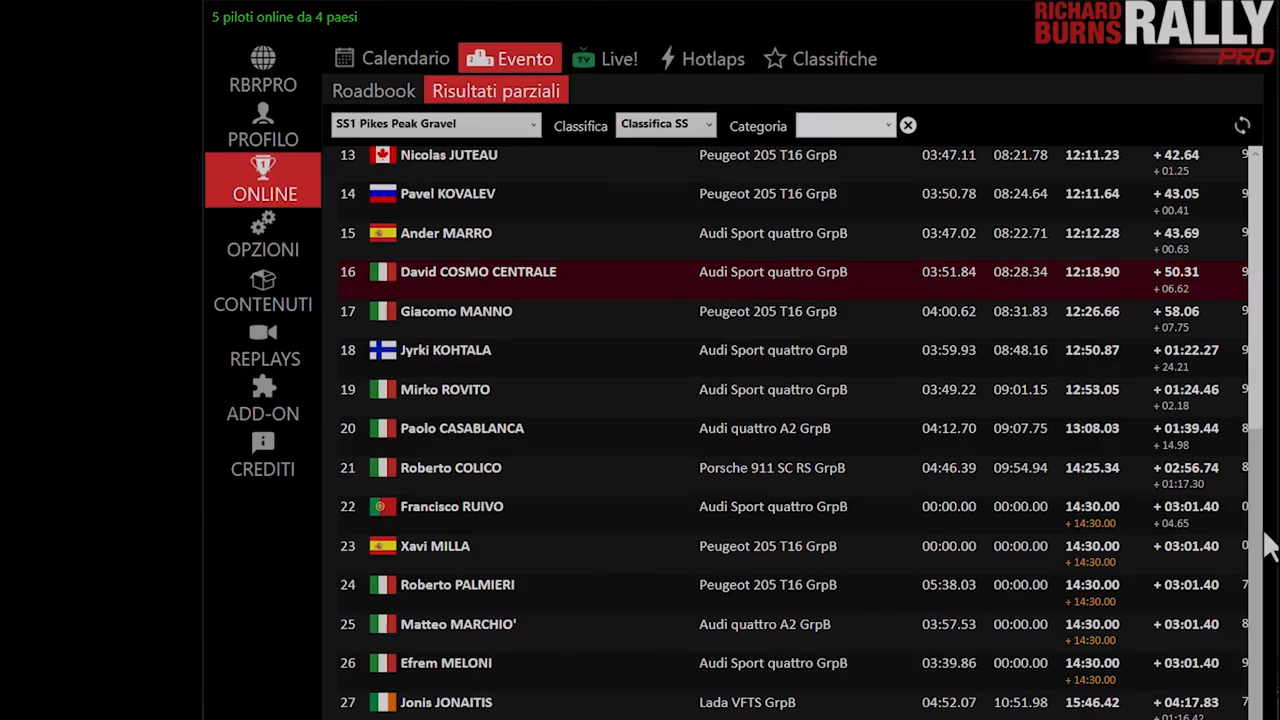 5 piloti online da 4 paesi
RICHARD BURNS RALLY PRO
Calendario Evento Live! Hotlaps Classifiche
Roadbook Risultati parziali
SS1 Pikes Peak Gravel Classifica Classifica SS Categoria
RBRPRO
PROFILO
ONLINE
OPZIONI
CONTENUTI
REPLAYS
ADD-ON
CREDITI
13 Nicolas JUTEAU Peugeot 205 T16 GrpB 03:47.11 08:21.78 12:11.23 + 42.64 9
+ 01.25
14 Pavel KOVALEV Peugeot 205 T16 GrpB 03:50.78 08:24.64 12:11.64 + 43.05 9
+ 00.41
15 Ander MARRO Audi Sport quattro GrpB 03:47.02 08:22.71 12:12.28 + 43.69 9
+ 00.63
16 David COSMO CENTRALE Audi Sport quattro GrpB 03:51.84 08:28.34 12:18.90 + 50.31 9
+ 06.62
17 Giacomo MANNO Peugeot 205 T16 GrpB 04:00.62 08:31.83 12:26.66 + 58.06 9
+ 07.75
18 Jyrki KOHTALA Audi Sport quattro GrpB 03:59.93 08:48.16 12:50.87 + 01:22.27 9
+ 24.21
19 Mirko ROVITO Audi Sport quattro GrpB 03:49.22 09:01.15 12:53.05 + 01:24.46 9
+ 02.18
20 Paolo CASABLANCA Audi quattro A2 GrpB 04:12.70 09:07.75 13:08.03 + 01:39.44 8
+ 14.98
21 Roberto COLICO Porsche 911 SC RS GrpB 04:46.39 09:54.94 14:25.34 + 02:56.74 8
+ 01:17.30
22 Francisco RUIVO Audi Sport quattro GrpB 00:00.00 00:00.00 14:30.00 + 03:01.40 0
+ 14:30.00 + 04.65
23 Xavi MILLA Peugeot 205 T16 GrpB 00:00.00 00:00.00 14:30.00 + 03:01.40 0
+ 14:30.00
24 Roberto PALMIERI Peugeot 205 T16 GrpB 05:38.03 00:00.00 14:30.00 + 03:01.40 7
+ 14:30.00
25 Matteo MARCHIO' Audi quattro A2 GrpB 03:57.53 00:00.00 14:30.00 + 03:01.40 8
+ 14:30.00
26 Efrem MELONI Audi Sport quattro GrpB 03:39.86 00:00.00 14:30.00 + 03:01.40 9
+ 14:30.00
27 Jonis JONAITIS Lada VFTS GrpB 04:52.07 10:51.98 15:46.42 + 04:17.83 7
+ 01:16.42